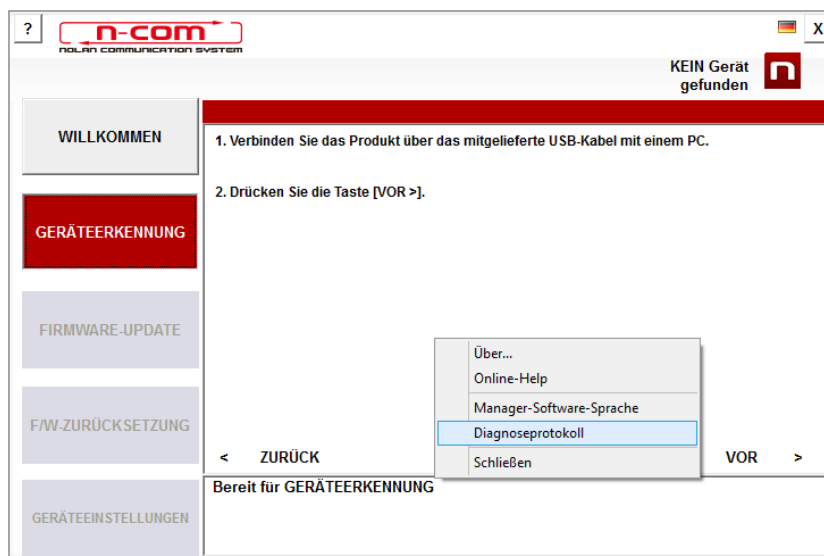 ?
n-com
NOLAN COMMUNICATION SYSTEM
X
KEIN Gerät
gefunden
n
WILLKOMMEN
GERÄTEERKENNUNG
FIRMWARE-UPDATE
F/W-ZURÜCKSETZUNG
GERÄTEEINSTELLUNGEN
1. Verbinden Sie das Produkt über das mitgelieferte USB-Kabel mit einem PC.
2. Drücken Sie die Taste [VOR >].
Über...
Online-Help
Manager-Software-Sprache
Diagnoseprotokoll
Schließen
< ZURÜCK
VOR >
Bereit für GERÄTEERKENNUNG